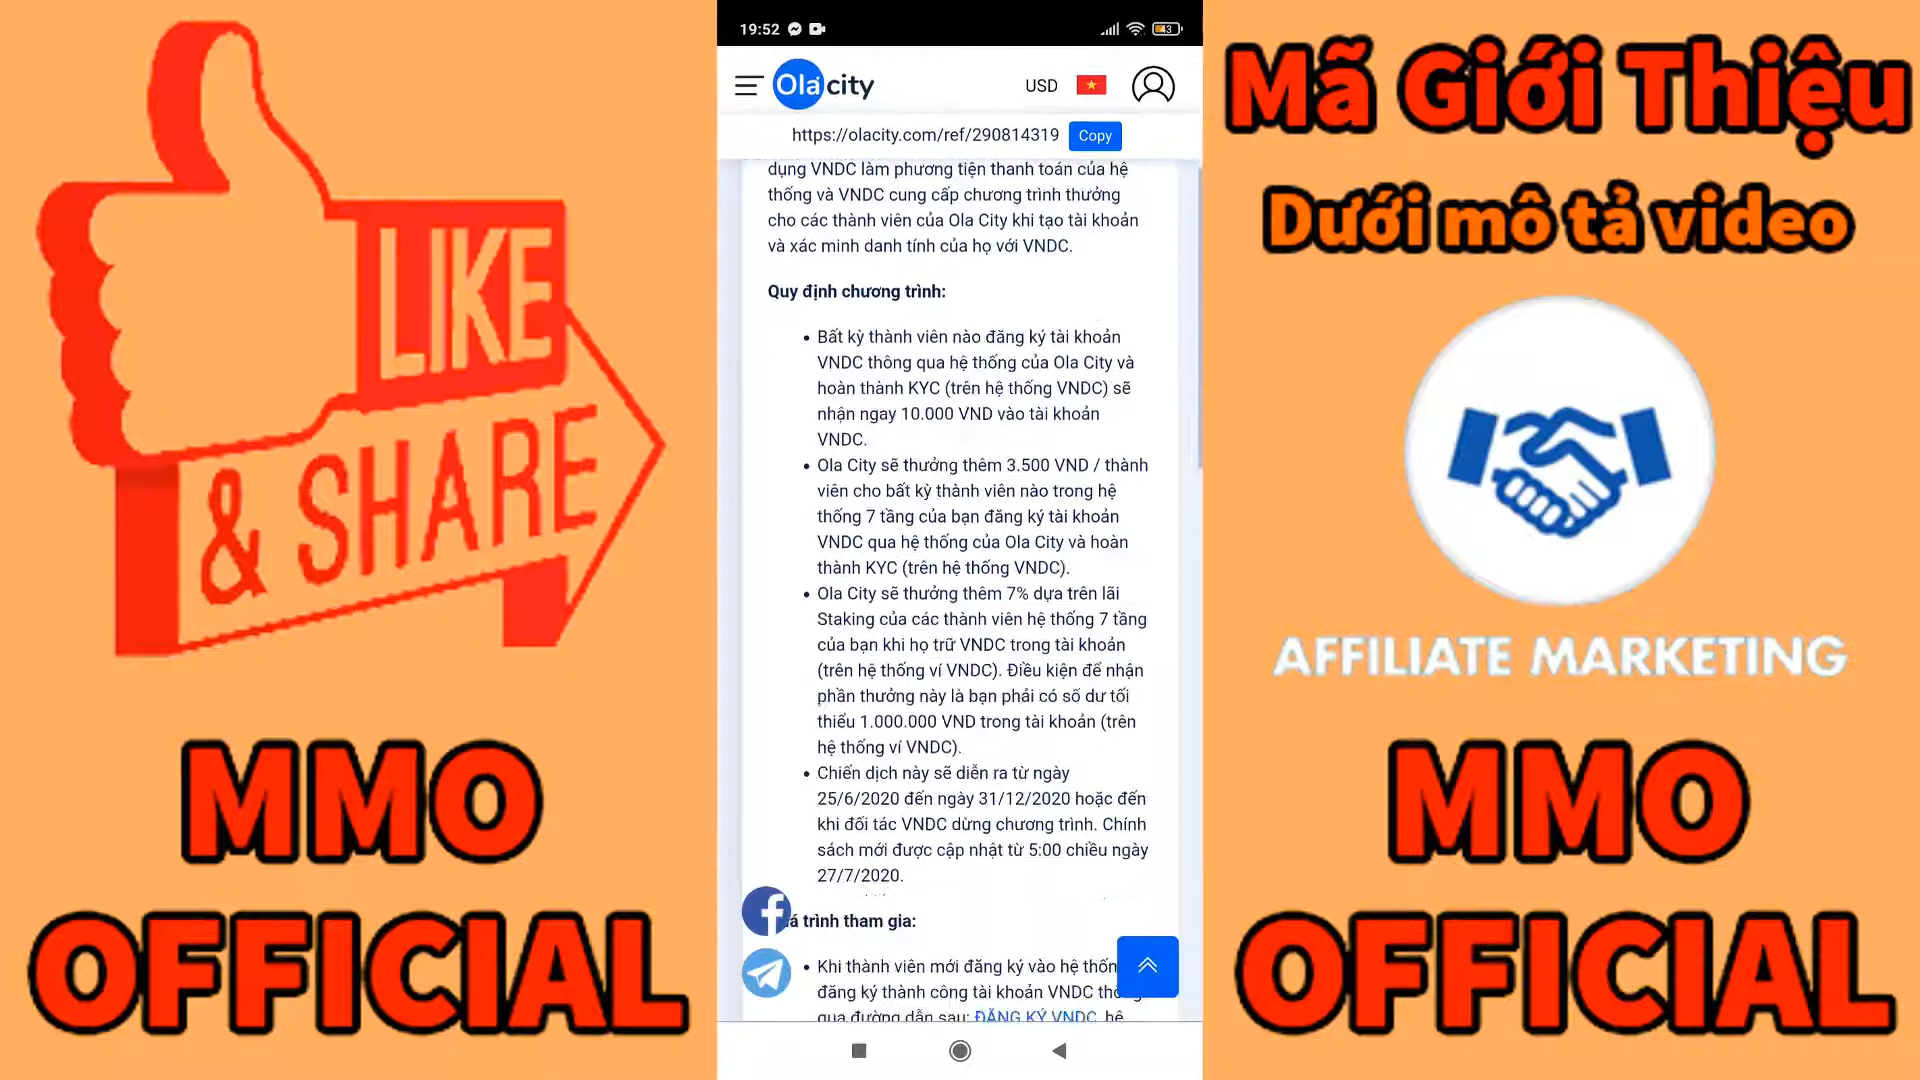 LIKE
& SHARE
MMO
OFFICIAL
19:52
43
Ola city
USD
https://olacity.com/ref/290814319
Copy
dụng VNDC làm phương tiện thanh toán của hệ
thống và VNDC cung cấp chương trình thưởng
cho các thành viên của Ola City khi tạo tài khoản
và xác minh danh tính của họ với VNDC.
Quy định chương trình:
• Bất kỳ thành viên nào đăng ký tài khoản
VNDC thông qua hệ thống của Ola City và
hoàn thành KYC (trên hệ thống VNDC) sẽ
nhận ngay 10.000 VND vào tài khoản
VNDC.
• Ola City sẽ thưởng thêm 3.500 VND / thành
viên cho bất kỳ thành viên nào trong hệ
thống 7 tầng của bạn đăng ký tài khoản
VNDC qua hệ thống của Ola City và hoàn
thành KYC (trên hệ thống VNDC).
• Ola City sẽ thưởng thêm 7% dựa trên lãi
Staking của các thành viên hệ thống 7 tầng
của bạn khi họ trữ VNDC trong tài khoản
(trên hệ thống ví VNDC). Điều kiện để nhận
phần thưởng này là bạn phải có số dư tối
thiểu 1.000.000 VND trong tài khoản (trên
hệ thống ví VNDC).
• Chiến dịch này sẽ diễn ra từ ngày
25/6/2020 đến ngày 31/12/2020 hoặc đến
khi đối tác VNDC dừng chương trình. Chính
sách mới được cập nhật từ 5:00 chiều ngày
27/7/2020.
trình tham gia:
• Khi thành viên mới đăng ký vào hệ
đăng ký thành công tài khoản VNDC
qua đường dẫn sau: ĐĂNG KÝ VNDC, hệ
Mã Giới Thiệu
Dưới mô tả video
AFFILIATE MARKETING
MMO
OFFICIAL